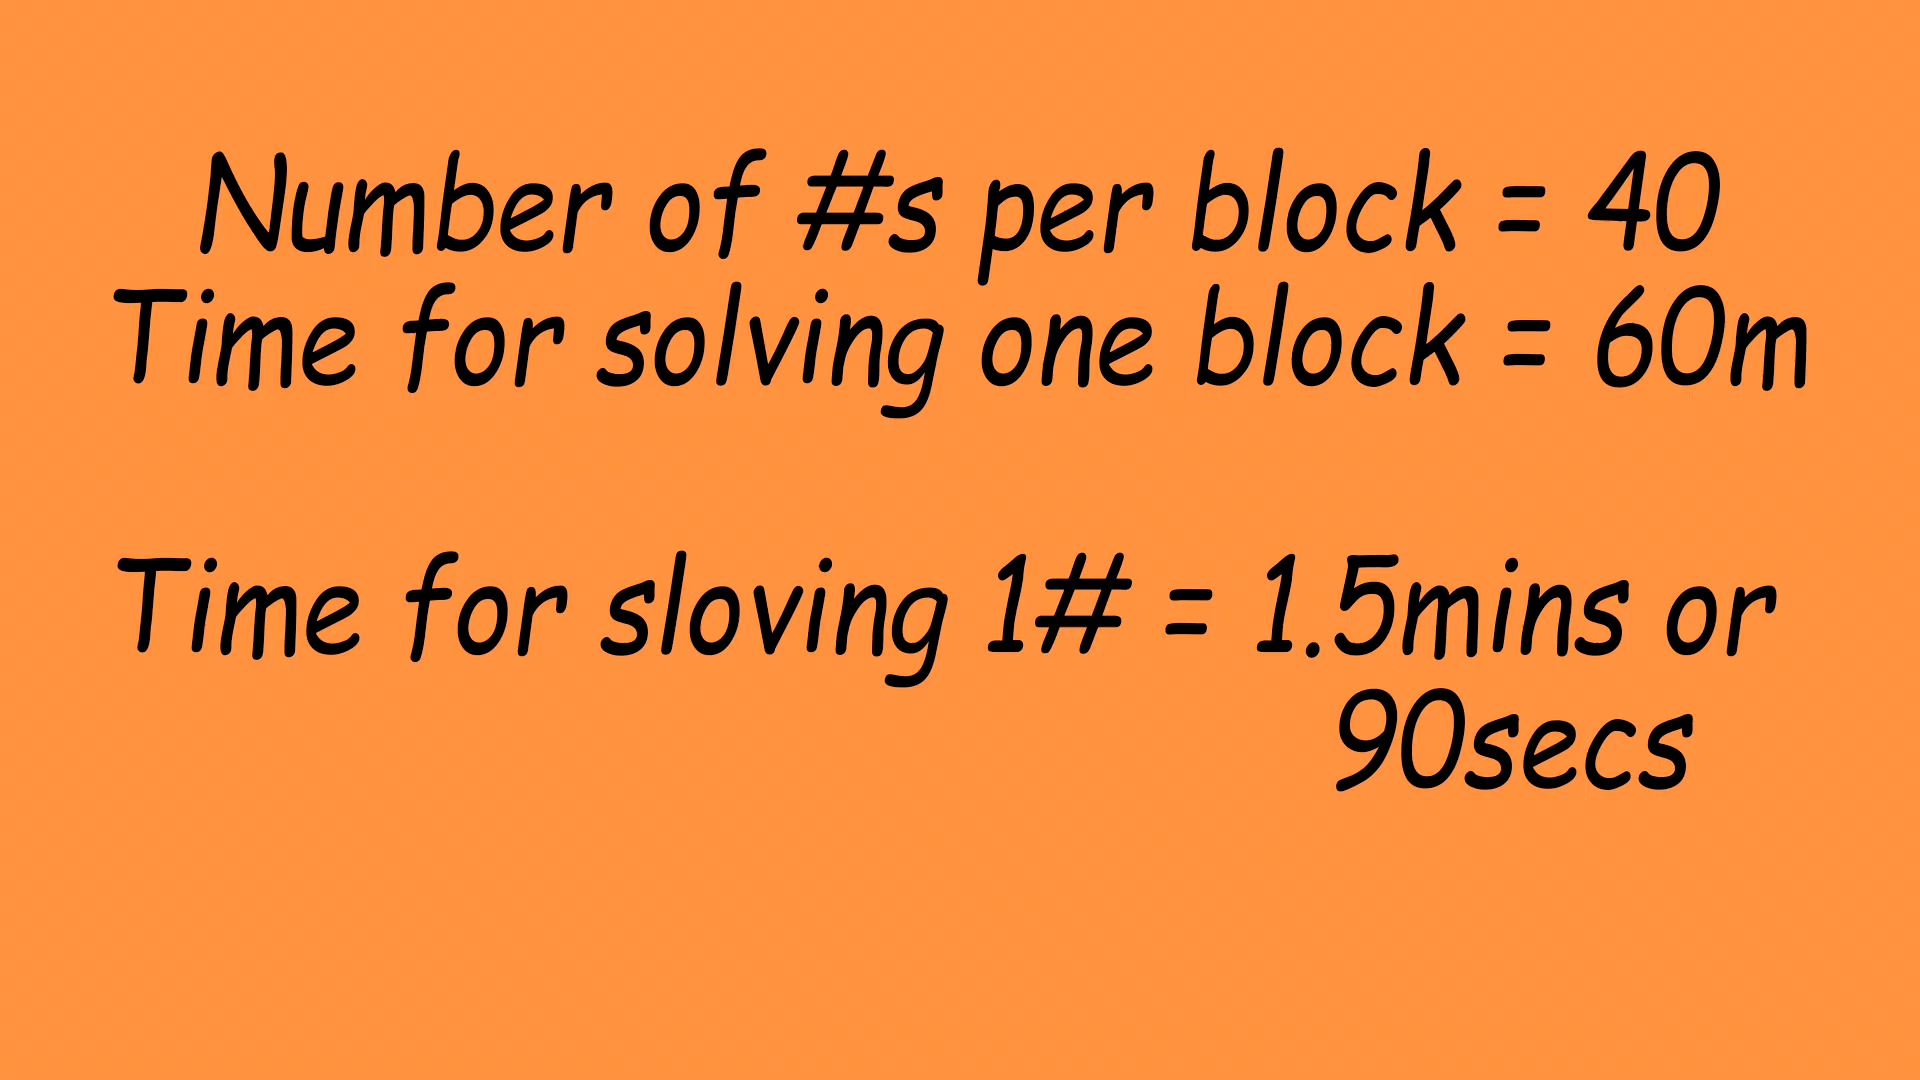 Number of #s per block = 40
Time for solving one block = 60m
Time for sloving 1# = 1.5mins or
90secs